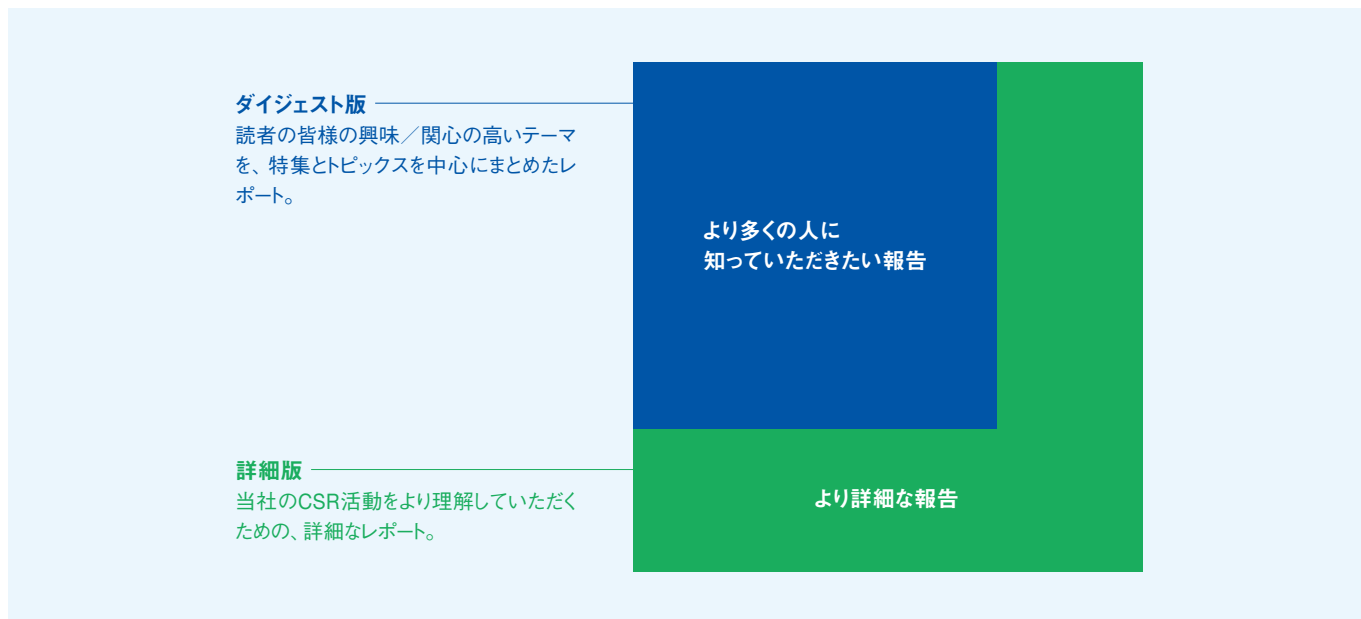 ダイジェスト版
読者の皆様の興味／関心の高いテーマ
を、特集とトピックスを中心にまとめたレ
ポート。
より多くの人に
知っていただきたい報告
詳細版
当社のCSR活動をより理解していただく
ための、詳細なレポート。
より詳細な報告